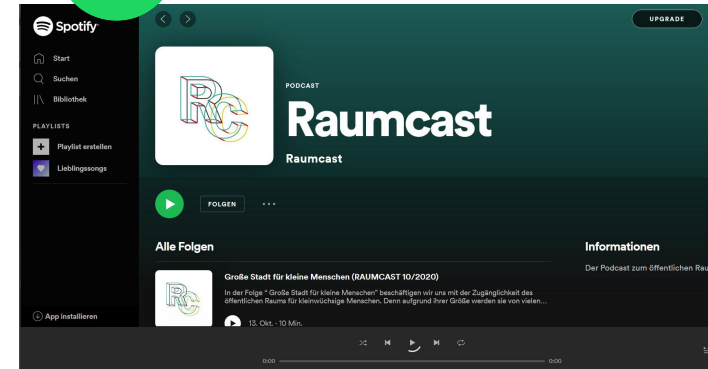 Spotify
Start
Suchen
Bibliothek
PLAYLISTS
Playlist erstellen
Lieblingssongs
App installieren
UPGRADE
RC
PODCAST
Raumcast
Raumcast
FOLGEN
Alle Folgen
RC
Große Stadt für kleine Menschen (RAUMCAST 10/2020)
In der Folge " Große Stadt für kleine Menschen" beschäftigen wir uns mit der Zugänglichkeit des
öffentlichen Raums für kleinwüchsige Menschen. Denn aufgrund ihrer Größe werden sie von vielen...
13. Okt. · 10 Min.
Informationen
Der Podcast zum öffentlichen Rau
0:00
0:00